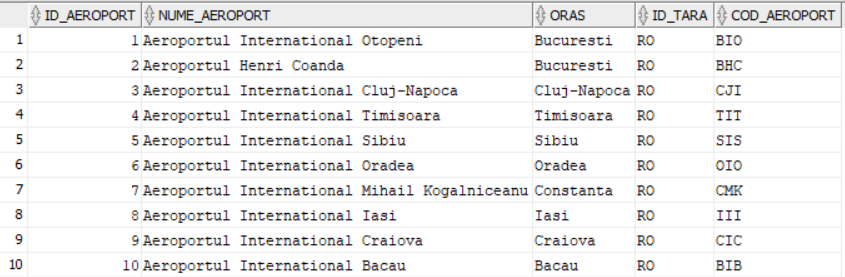 ID_AEROPORT NUME_AEROPORT ORAS ID_TARA COD_AEROPORT
1 1 Aeroportul International Otopeni Bucuresti RO BIO
2 2 Aeroportul Henri Coanda Bucuresti RO BHC
3 3 Aeroportul International Cluj-Napoca Cluj-Napoca RO CJI
4 4 Aeroportul International Timisoara Timisoara RO TIT
5 5 Aeroportul International Sibiu Sibiu RO SIS
6 6 Aeroportul International Oradea Oradea RO OIO
7 7 Aeroportul International Mihail Kogalniceanu Constanta RO CMK
8 8 Aeroportul International Iasi Iasi RO III
9 9 Aeroportul International Craiova Craiova RO CIC
10 10 Aeroportul International Bacau Bacau RO BIB